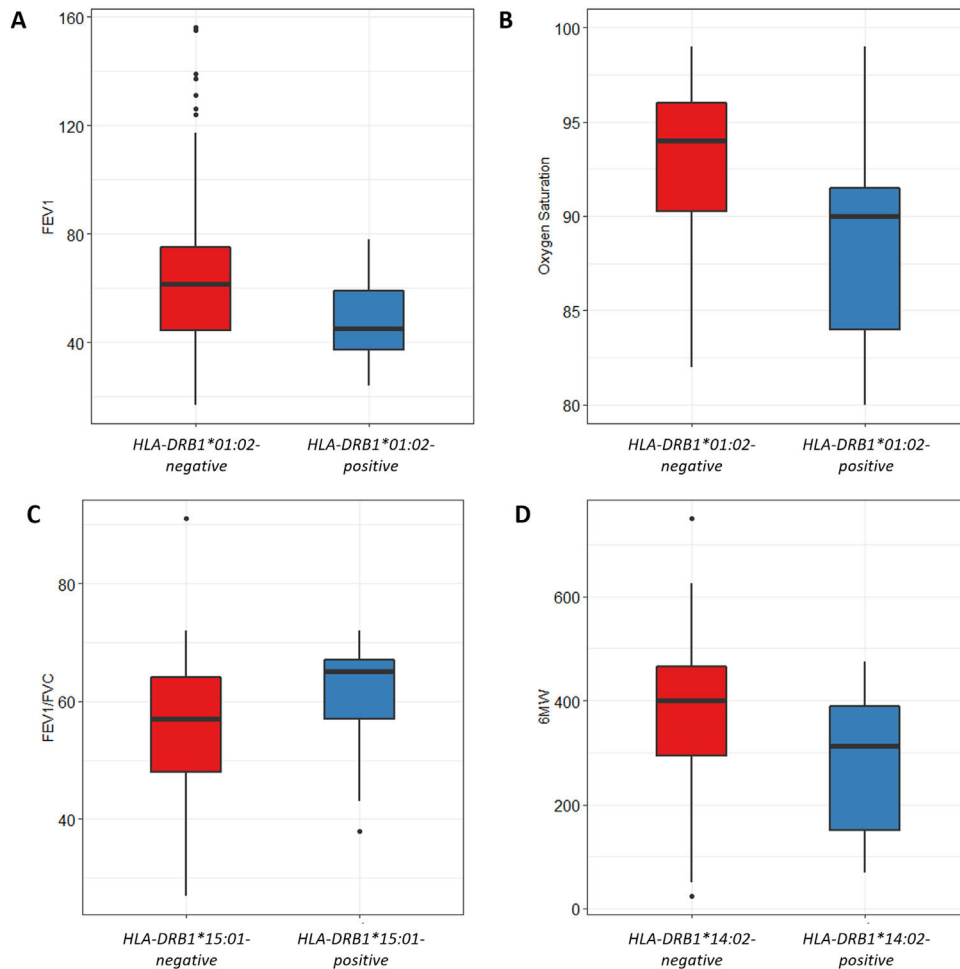 A
160
120
80
40
FEV1
HLA-DRB1*01:02-
negative
HLA-DRB1*01:02-
positive
B
100
95
90
85
80
Oxygen Saturation
HLA-DRB1*01:02-
negative
HLA-DRB1*01:02-
positive
C
80
60
40
FEV1/FVC
HLA-DRB1*15:01-
negative
HLA-DRB1*15:01-
positive
D
600
400
200
0
6MW
HLA-DRB1*14:02-
negative
HLA-DRB1*14:02-
positive